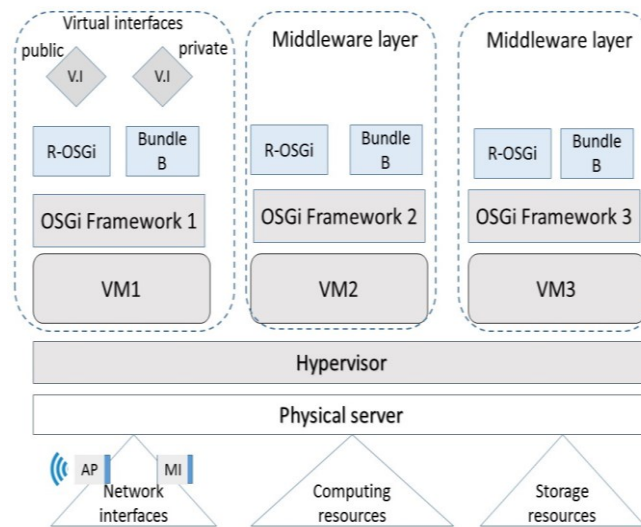 Virtual interfaces
public
private
V.I
V.I
R-OSGi
Bundle
B
OSGi Framework 1
VM1
Middleware layer
R-OSGi
Bundle
B
OSGi Framework 2
VM2
Middleware layer
R-OSGi
Bundle
B
OSGi Framework 3
VM3
Hypervisor
Physical server
AP
MI
Network
interfaces
Computing
resources
Storage
resources